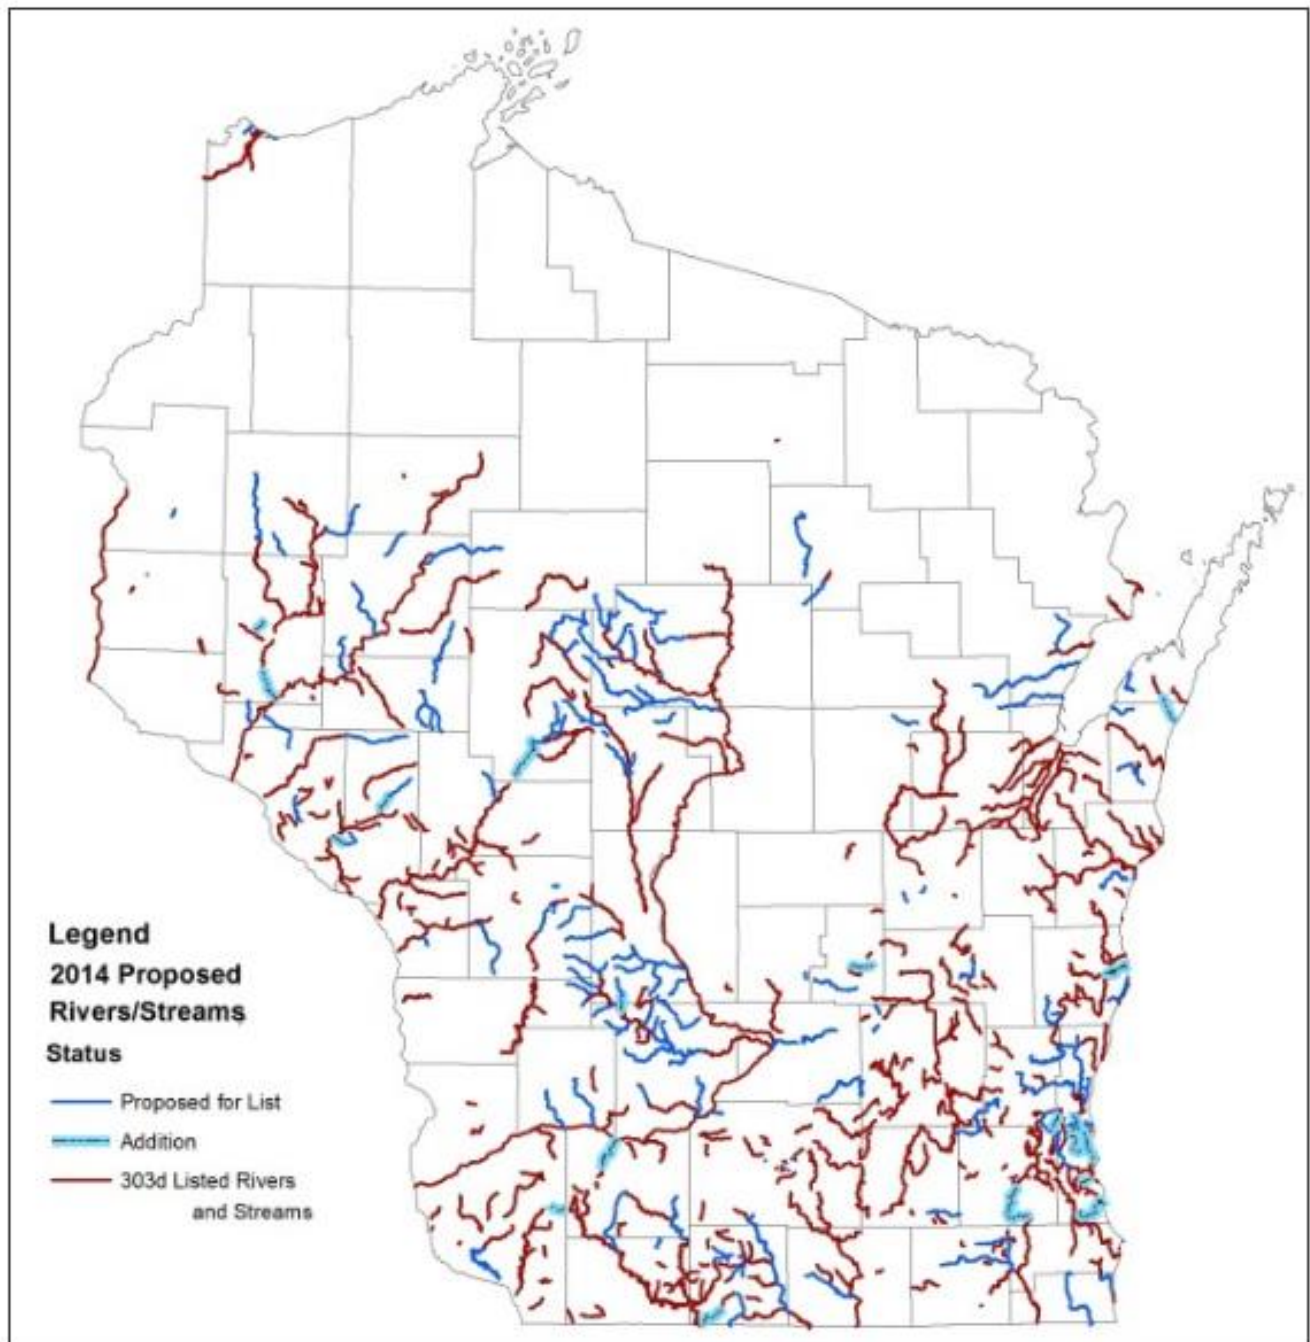 Legend
2014 Proposed
Rivers/Streams
Status
Proposed for List
Addition
303d Listed Rivers
and Streams